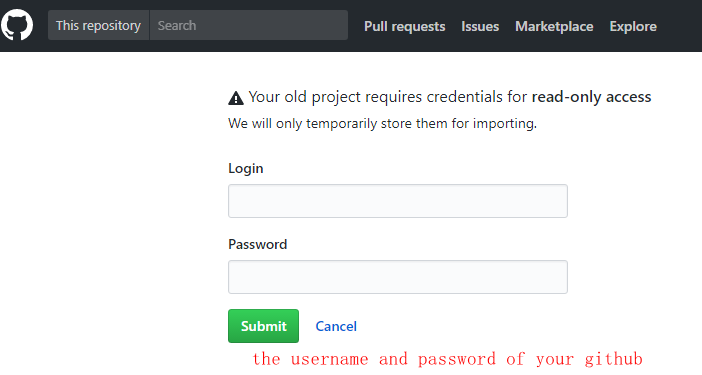 This repository Search Pull requests Issues Marketplace Explore
Your old project requires credentials for read-only access
We will only temporarily store them for importing.
Login
Password
Submit Cancel
the username and password of your github